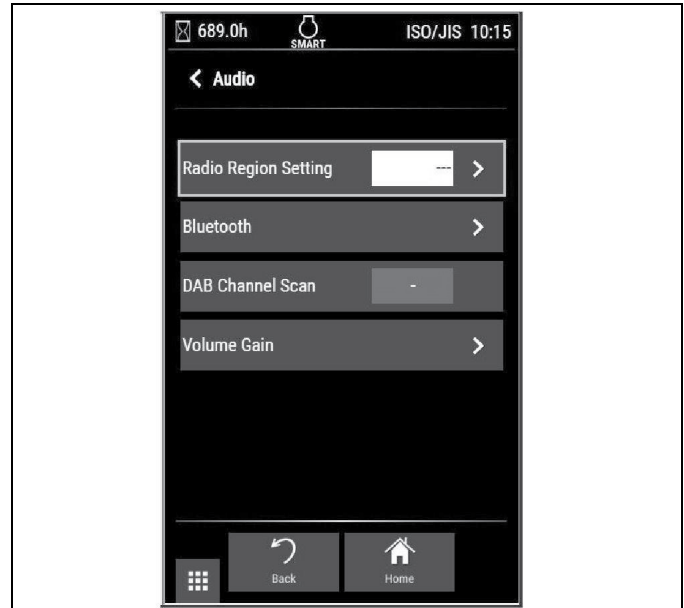 689.0h SMART ISO/JIS 10:15
Audio
Radio Region Setting ---
Bluetooth
DAB Channel Scan -
Volume Gain
Back Home